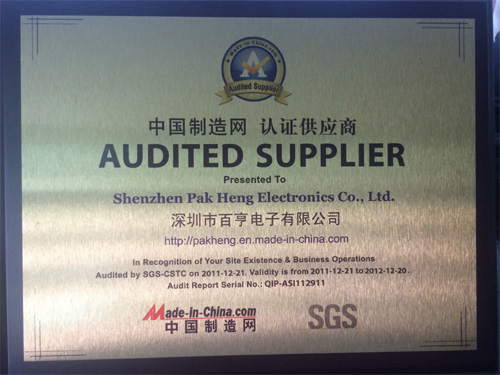 Made-in-China.com
Audited Supplier
中国制造网 认证供应商
AUDITED SUPPLIER
Presented To
Shenzhen Pak Heng Electronics Co., Ltd.
深圳市百亨电子有限公司
http://pakheng.en.made-in-china.com
In Recognition of Your Site Existence & Business Operations
Audited by SGS-CSTC on 2011-12-21. Validity is from 2011-12-21 to 2012-12-20.
Audit Report Serial No.: QIP-ASI112911
Made-in-China.com
中国制造网
SGS